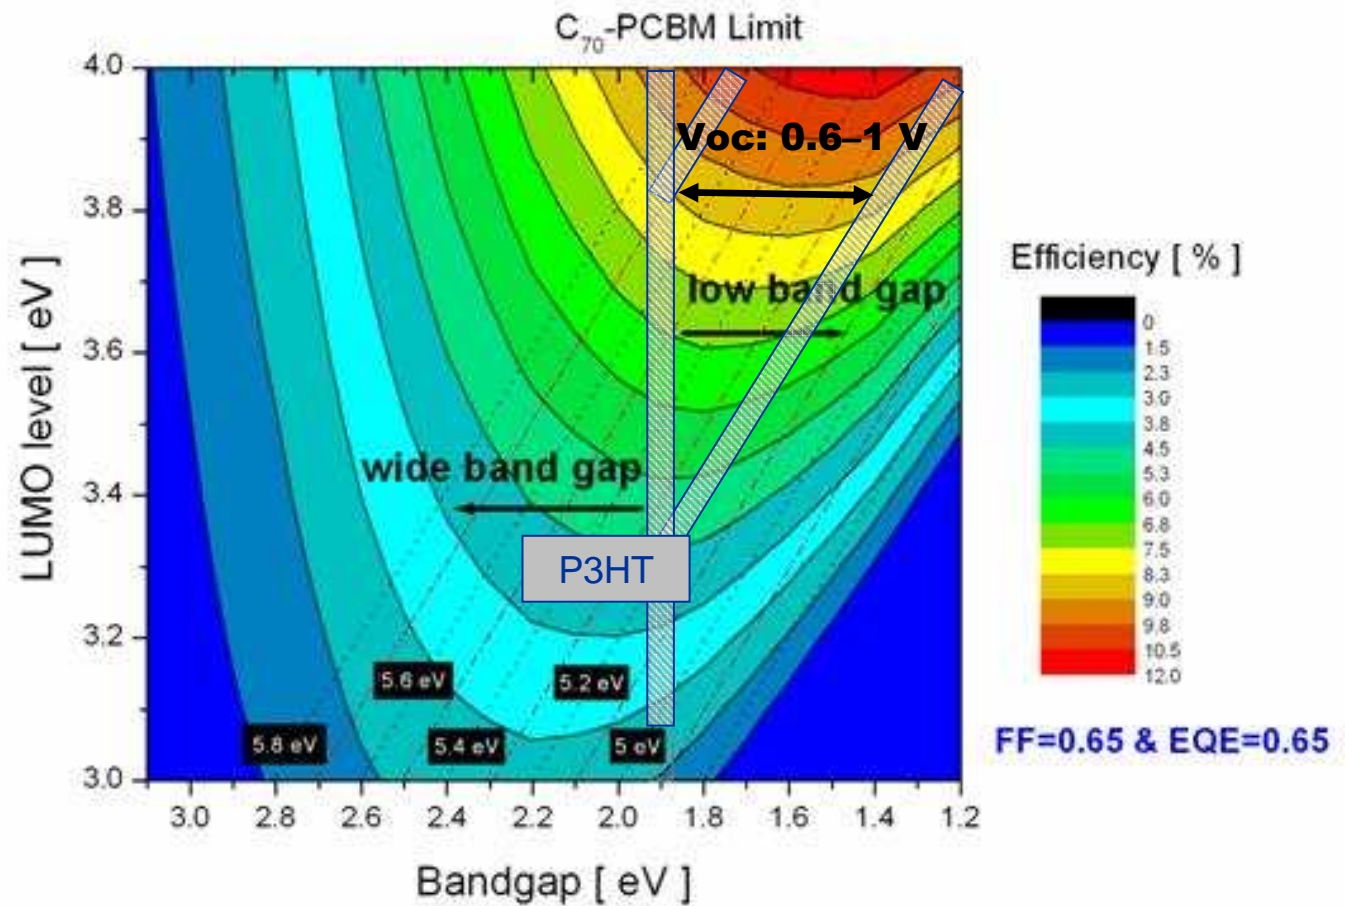 C₇₀-PCBM Limit
4.0
3.8
3.6
3.4
3.2
3.0
LUMO level [ eV ]
Voc: 0.6–1 V
low band gap
wide band gap
P3HT
5.6 eV
5.2 eV
5.8 eV
5.4 eV
5 eV
3.0
2.8
2.6
2.4
2.2
2.0
1.8
1.6
1.4
1.2
Bandgap [ eV ]
Efficiency [ % ]
0
1.5
2.3
3.0
3.8
4.5
5.3
6.0
6.8
7.5
8.3
9.0
9.8
10.5
12.0
FF=0.65 & EQE=0.65